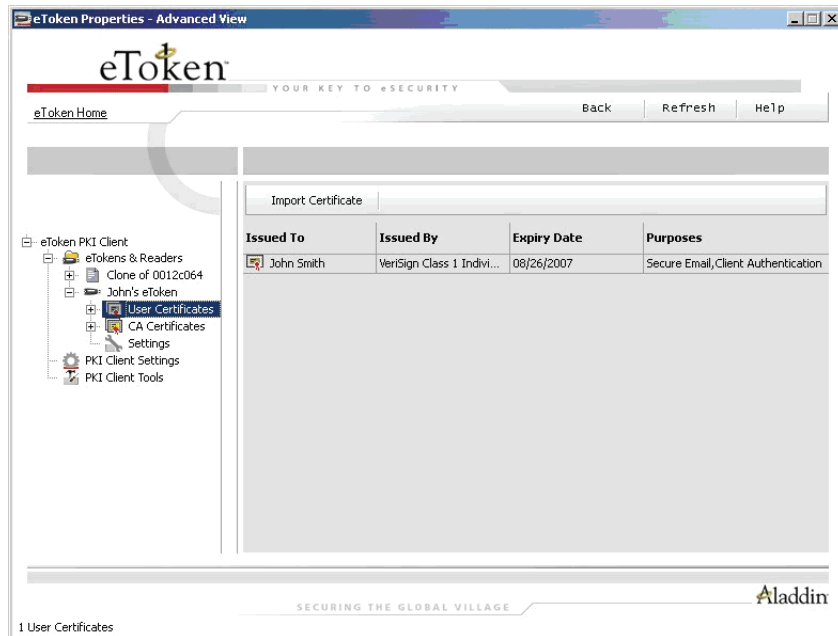 eToken Properties - Advanced View
eToken
YOUR KEY TO eSECURITY
eToken Home
Back
Refresh
Help
Import Certificate
Issued To Issued By Expiry Date Purposes
John Smith VeriSign Class 1 Indivi... 08/26/2007 Secure Email,Client Authentication
eToken PKI Client
eTokens & Readers
Clone of 0012c064
John's eToken
User Certificates
CA Certificates
Settings
PKI Client Settings
PKI Client Tools
SECURING THE GLOBAL VILLAGE
Aladdin
1 User Certificates